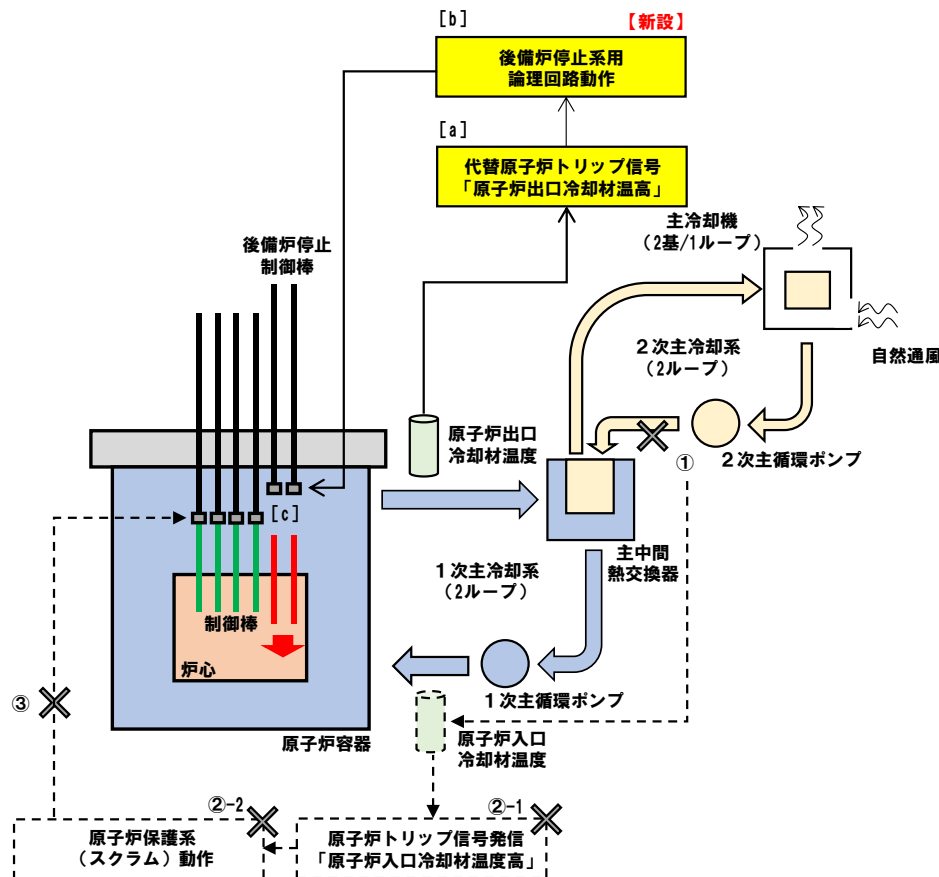 [b]
【新設】
後備炉停止系用
論理回路動作
[a]
代替原子炉トリップ信号
「原子炉出口冷却材温高」
主冷却機
（2基/1ループ）
後備炉停止
制御棒
自然通風
２次主冷却系
（2ループ）
原子炉出口
冷却材温度
①
２次主循環ポンプ
[c]
主中間
熱交換器
１次主冷却系
（2ループ）
制御棒
炉心
③
１次主循環ポンプ
原子炉容器
原子炉入口
冷却材温度
②-2
②-1
原子炉保護系
（スクラム）動作
原子炉トリップ信号発信
「原子炉入口冷却材温度高」